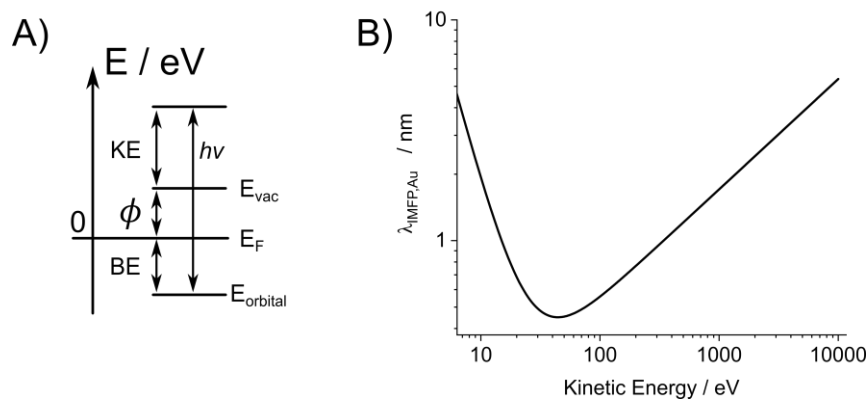 A)
E / eV
KE
hν
E_vac
0
ϕ
E_F
BE
E_orbital
B)
10
1
λ_IMFP,Au / nm
10
100
1000
10000
Kinetic Energy / eV